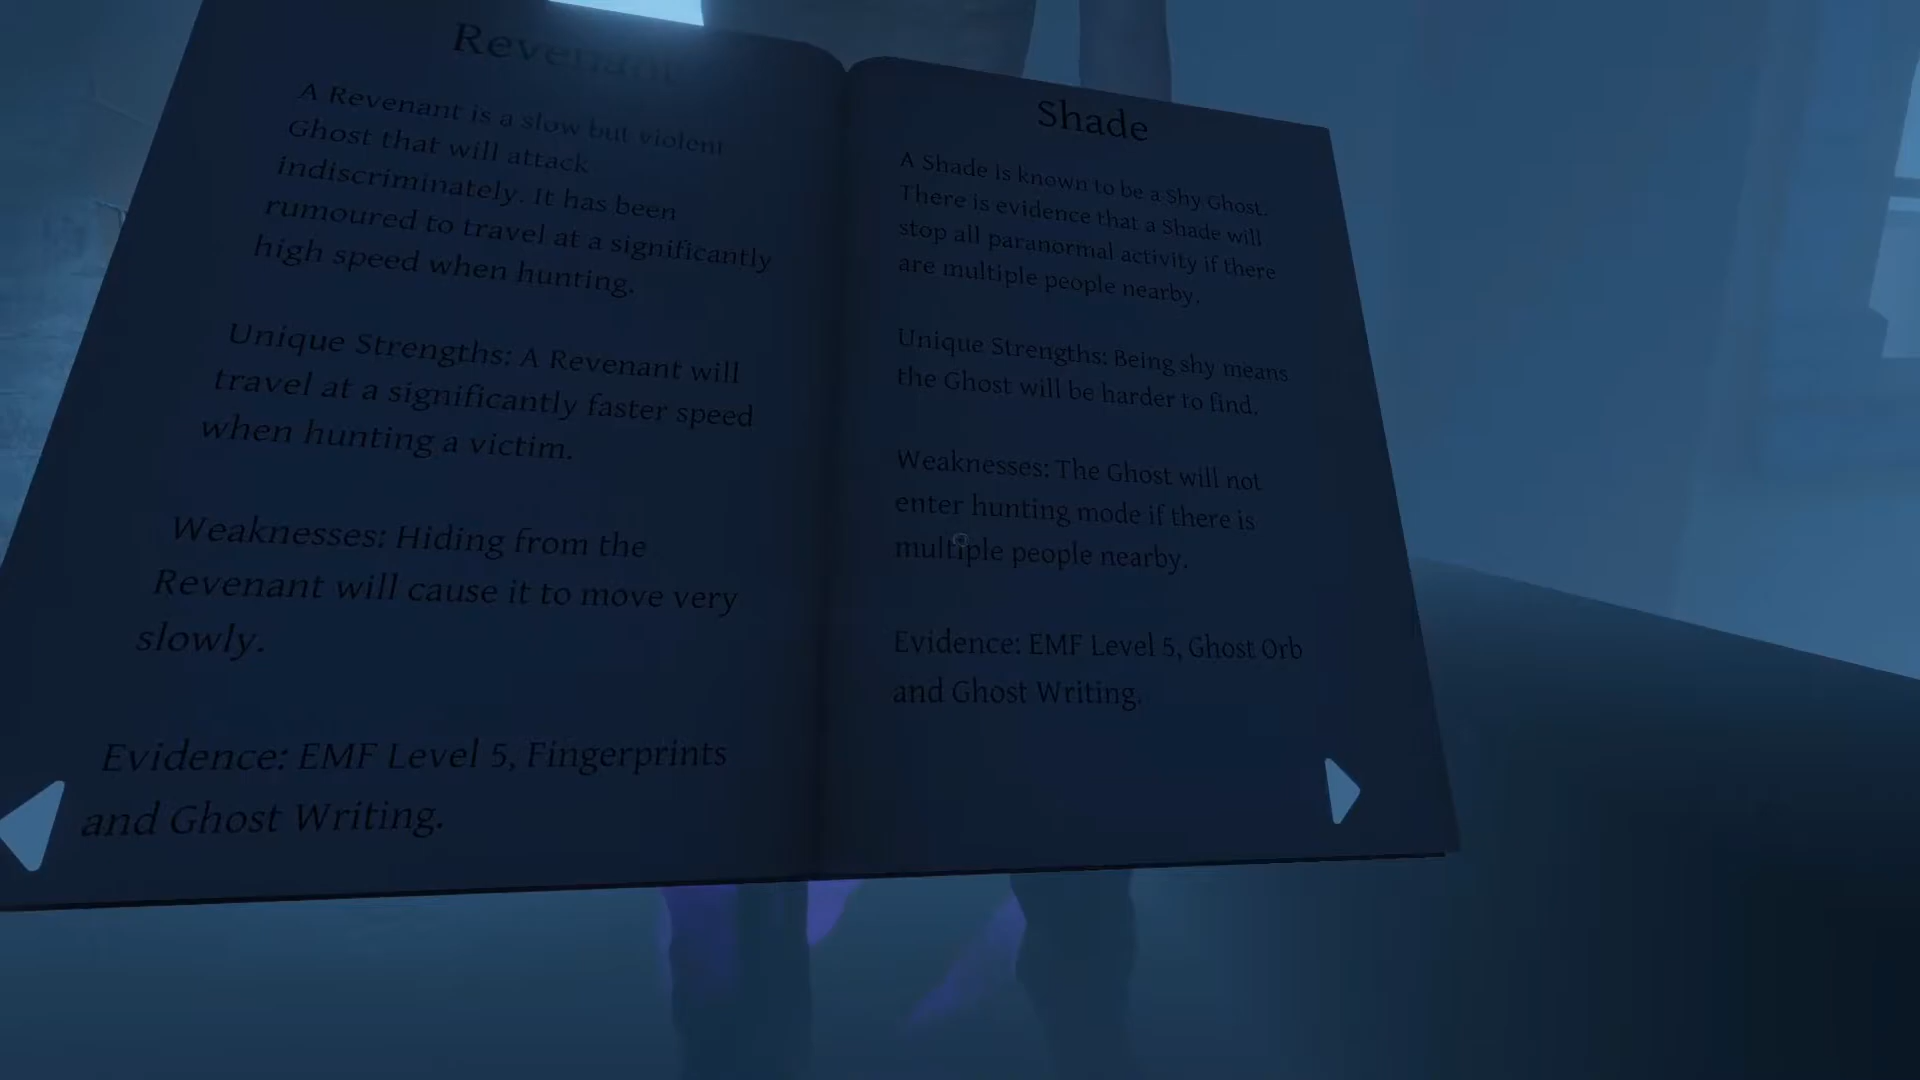 Revenant
A Revenant is a slow but violent
Ghost that will attack
indiscriminately. It has been
rumoured to travel at a significantly
high speed when hunting.
Unique Strengths: A Revenant will
travel at a significantly faster speed
when hunting a victim.
Weaknesses: Hiding from the
Revenant will cause it to move very
slowly.
Evidence: EMF Level 5, Fingerprints
and Ghost Writing.
Shade
A Shade is known to be a Shy Ghost.
There is evidence that a Shade will
stop all paranormal activity if there
are multiple people nearby.
Unique Strengths: Being shy means
the Ghost will be harder to find.
Weaknesses: The Ghost will not
enter hunting mode if there is
multiple people nearby.
Evidence: EMF Level 5, Ghost Orb
and Ghost Writing.